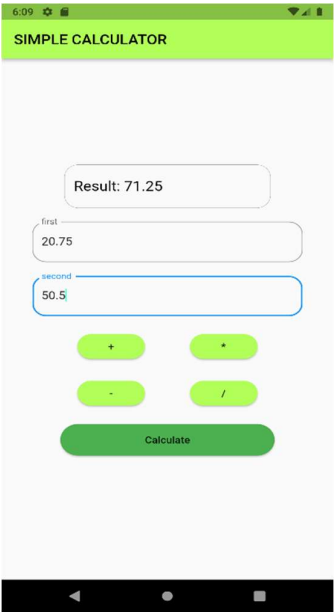 6:09
SIMPLE CALCULATOR
Result: 71.25
first
20.75
second
50.5
+ *
- /
Calculate